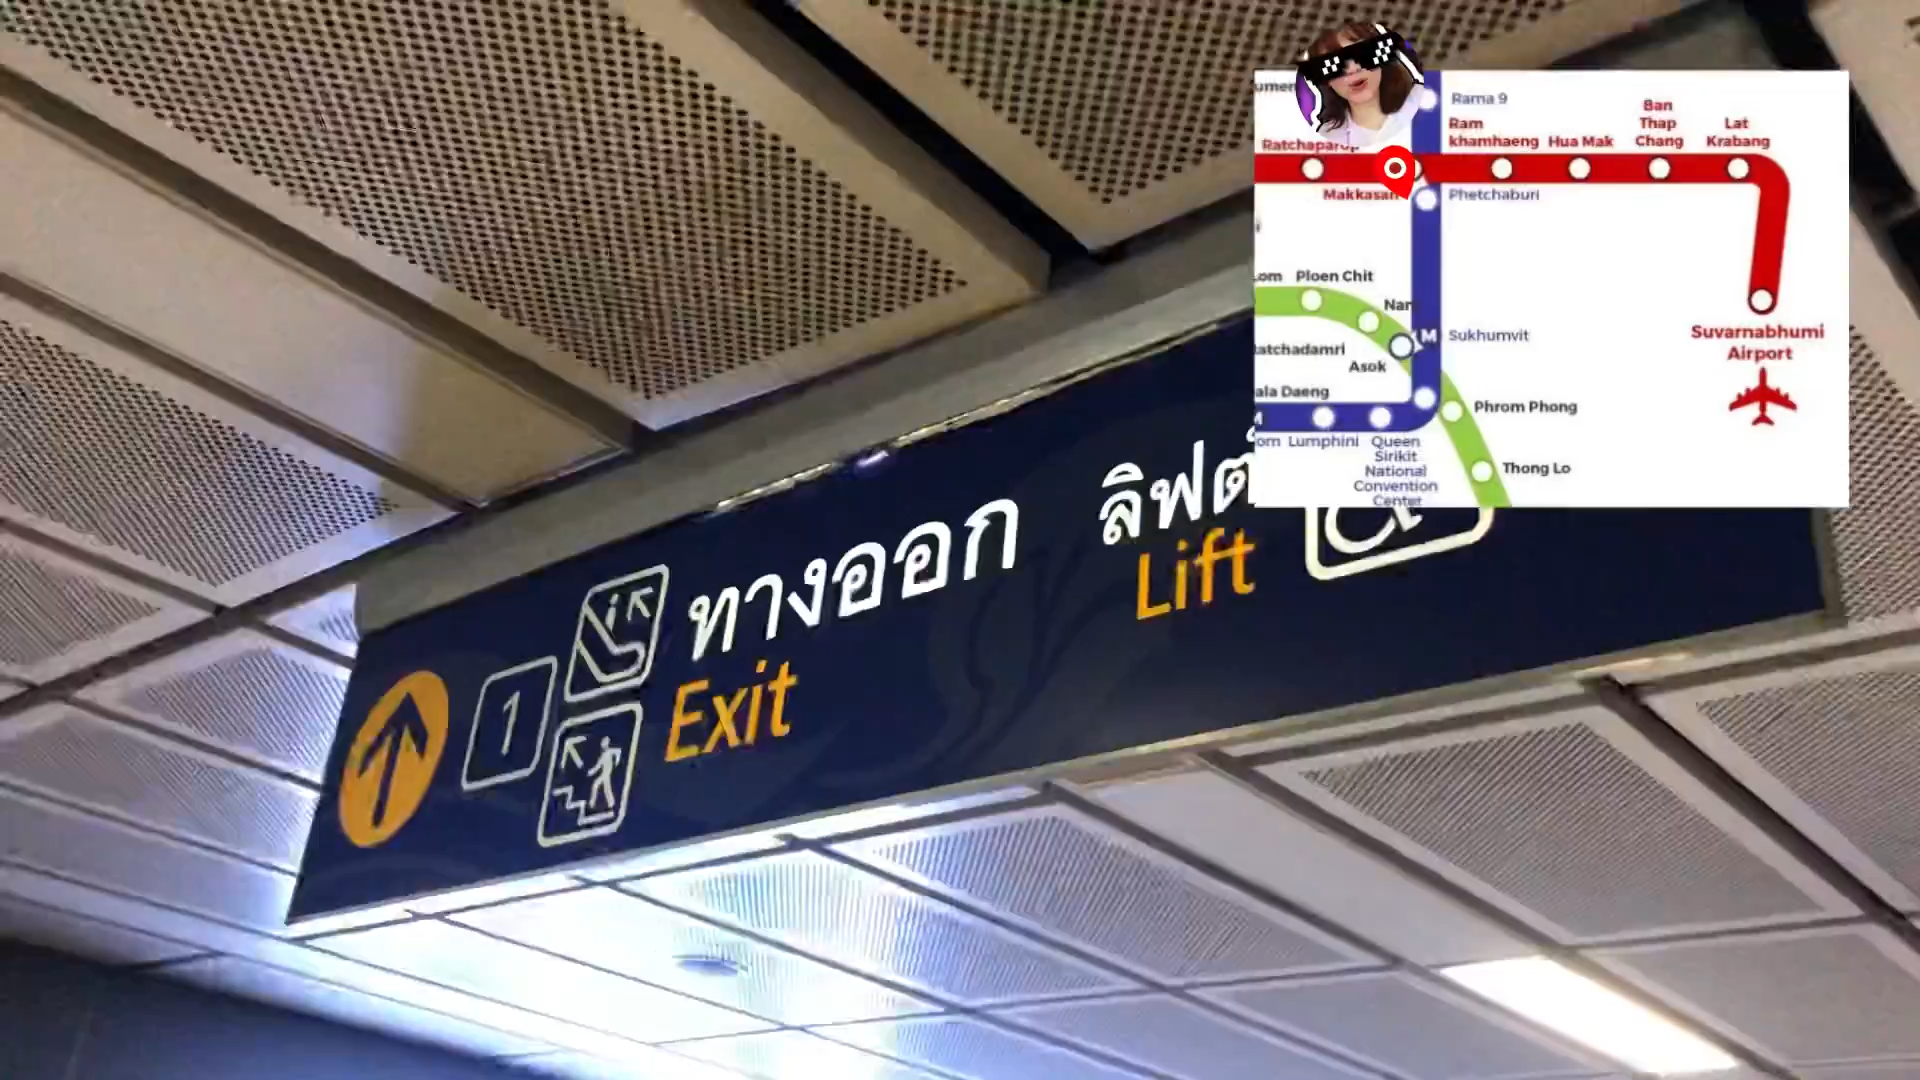 1
ทางออก
Exit
ลิฟต์
Lift
Rama 9
Ratchaparop
Makkasan
Ram
khamhaeng
Hua Mak
Ban
Thap
Chang
Lat
Krabang
Phetchaburi
Ploen Chit
Asok
M
Sukhumvit
Suvarnabhumi
Airport
Phrom Phong
Lumphini
Queen
Sirikit
National
Convention
Center
Thong Lo